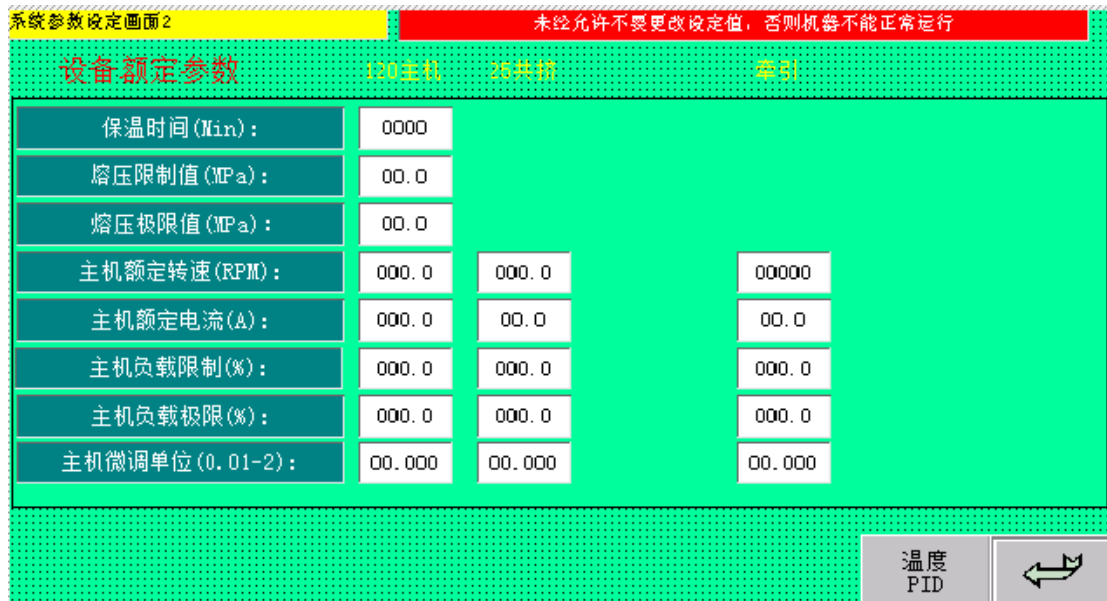 系统参数设定画面2
未经允许不要更改设定值,否则机器不能正常运行
设备额定参数 120主机 25共挤 牵引
保温时间(Min): 0000
熔压限制值(MPa): 00.0
熔压极限值(MPa): 00.0
主机额定转速(RPM): 000.0 000.0 00000
主机额定电流(A): 000.0 00.0 00.0
主机负载限制(%): 000.0 000.0 000.0
主机负载极限(%): 000.0 000.0 000.0
主机微调单位(0.01-2): 00.000 00.000 00.000
温度
PID